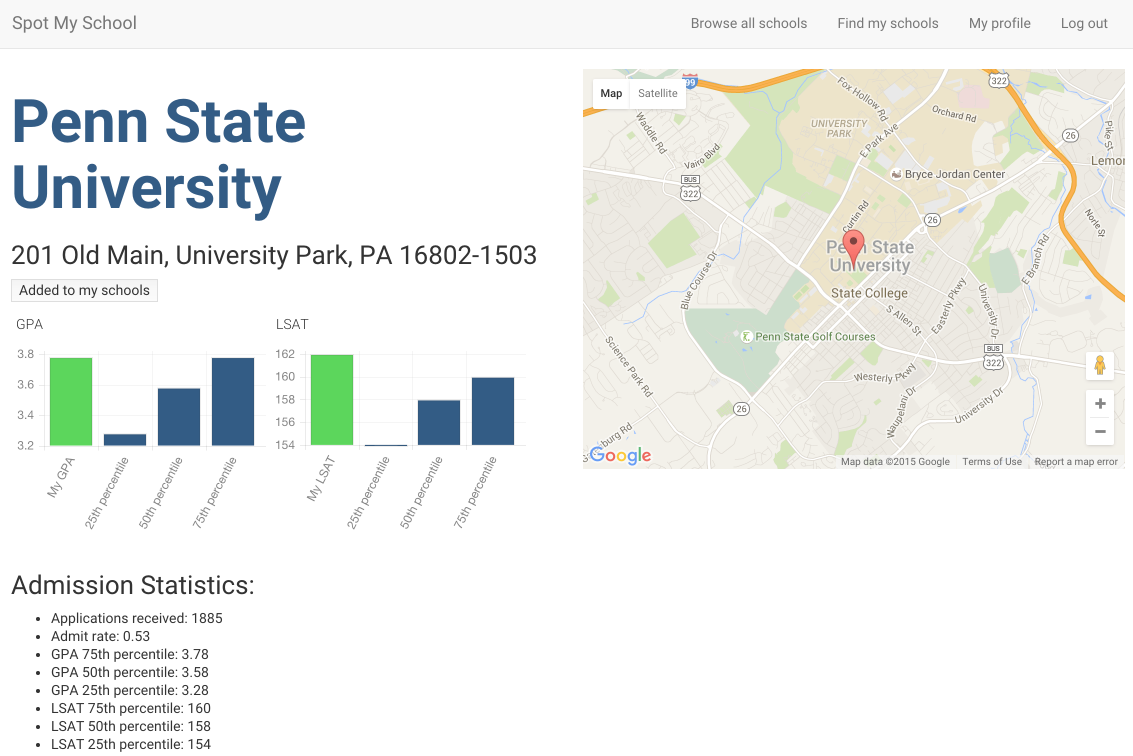 Spot My School
Browse all schools
Find my schools
My profile
Log out
Penn State
University
201 Old Main, University Park, PA 16802-1503
Added to my schools
GPA
3.8
3.6
3.4
3.2
My GPA
25th percentile
50th percentile
75th percentile
LSAT
162
160
158
156
154
My LSAT
25th percentile
50th percentile
75th percentile
Admission Statistics:
Applications received: 1885
Admit rate: 0.53
GPA 75th percentile: 3.78
GPA 50th percentile: 3.58
GPA 25th percentile: 3.28
LSAT 75th percentile: 160
LSAT 50th percentile: 158
LSAT 25th percentile: 154
Map
Satellite
99
322
Fox Hollow Rd
Orchard Rd
UNIVERSITY
PARK
E Park Ave
26
Pike St
Waddle Rd
Vairo Blvd
Lemon
BUS
322
Bryce Jordan Center
Curtin Rd
26
Norle St
Penn State
University
E Branch Rd
Blue Course Dr
State College
Easterly Pkwy
University Dr
S Allen St
Penn State Golf Courses
Science Park Rd
BUS
322
Westerly Pkwy
Waupelani Dr
University Dr
26
burg Rd
Google
Map data ©2015 Google
Terms of Use
Report a map error